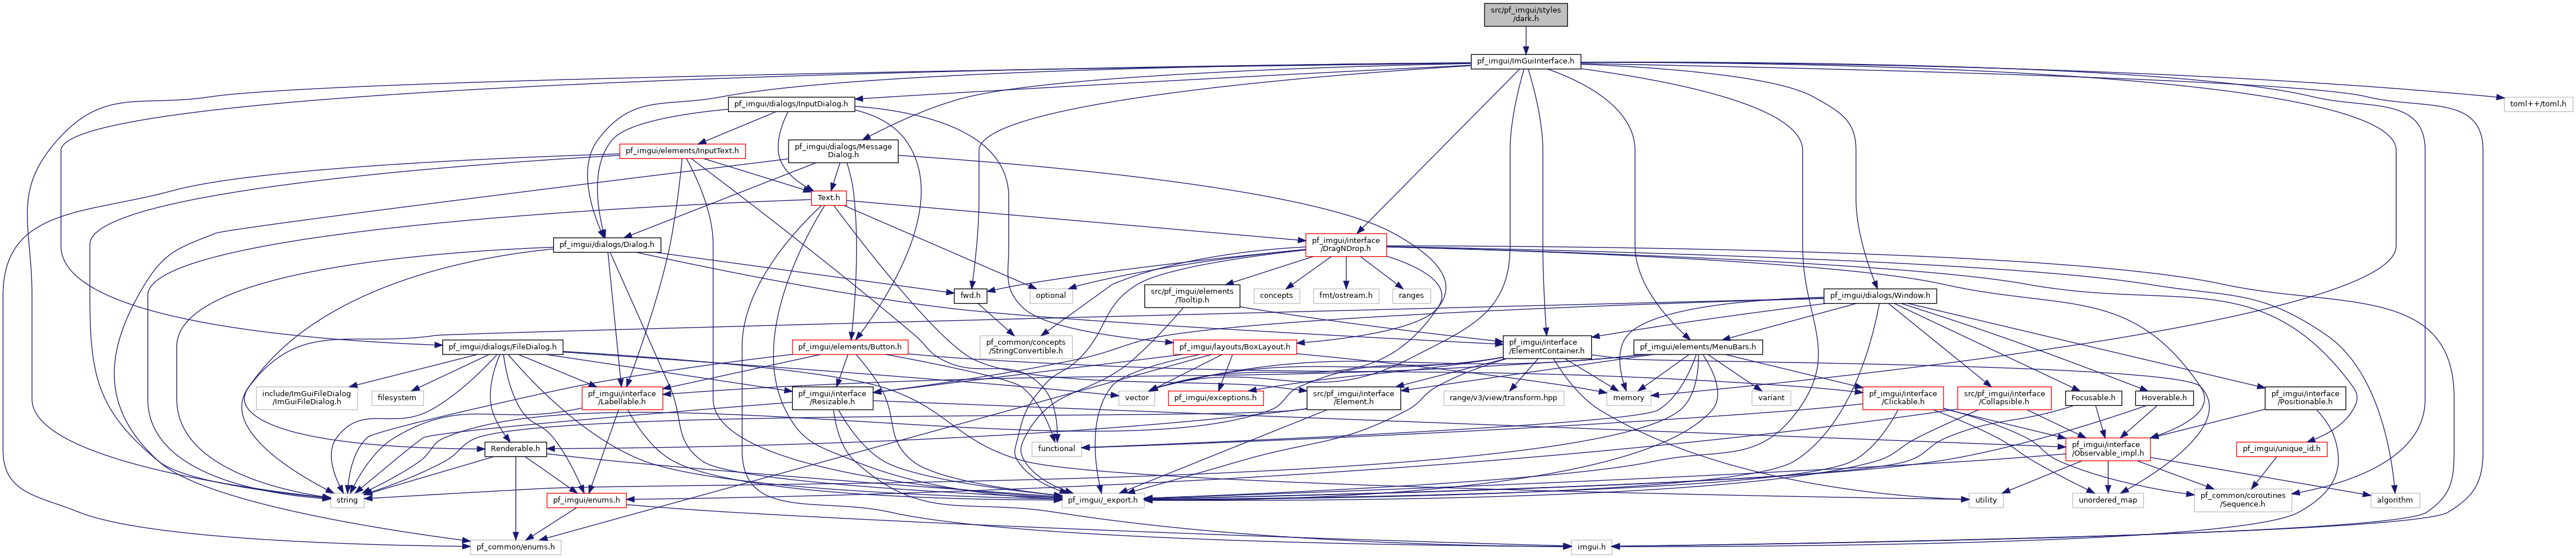 src/pf_imgui/styles
/dark.h
pf_imgui/ImGuiInterface.h
pf_imgui/dialogs/InputDialog.h
toml++/toml.h
pf_imgui/elements/InputText.h
pf_imgui/dialogs/Message
Dialog.h
Text.h
pf_imgui/dialogs/Dialog.h
pf_imgui/interface
/DragNDrop.h
fwd.h
optional
src/pf_imgui/elements
/Tooltip.h
concepts
fmt/ostream.h
ranges
pf_imgui/dialogs/Window.h
pf_imgui/dialogs/FileDialog.h
pf_imgui/elements/Button.h
pf_common/concepts
/StringConvertible.h
pf_imgui/layouts/BoxLayout.h
pf_imgui/interface
/ElementContainer.h
pf_imgui/elements/MenuBars.h
include/ImGuiFileDialog
/ImGuiFileDialog.h
filesystem
pf_imgui/interface
/Labellable.h
pf_imgui/interface
/Resizable.h
vector
pf_imgui/exceptions.h
src/pf_imgui/interface
/Element.h
range/v3/view/transform.hpp
memory
variant
pf_imgui/interface
/Clickable.h
src/pf_imgui/interface
/Collapsible.h
Focusable.h
Hoverable.h
pf_imgui/interface
/Positionable.h
Renderable.h
functional
pf_imgui/interface
/Observable_impl.h
pf_imgui/unique_id.h
string
pf_imgui/enums.h
pf_imgui/_export.h
utility
unordered_map
pf_common/coroutines
/Sequence.h
algorithm
pf_common/enums.h
imgui.h